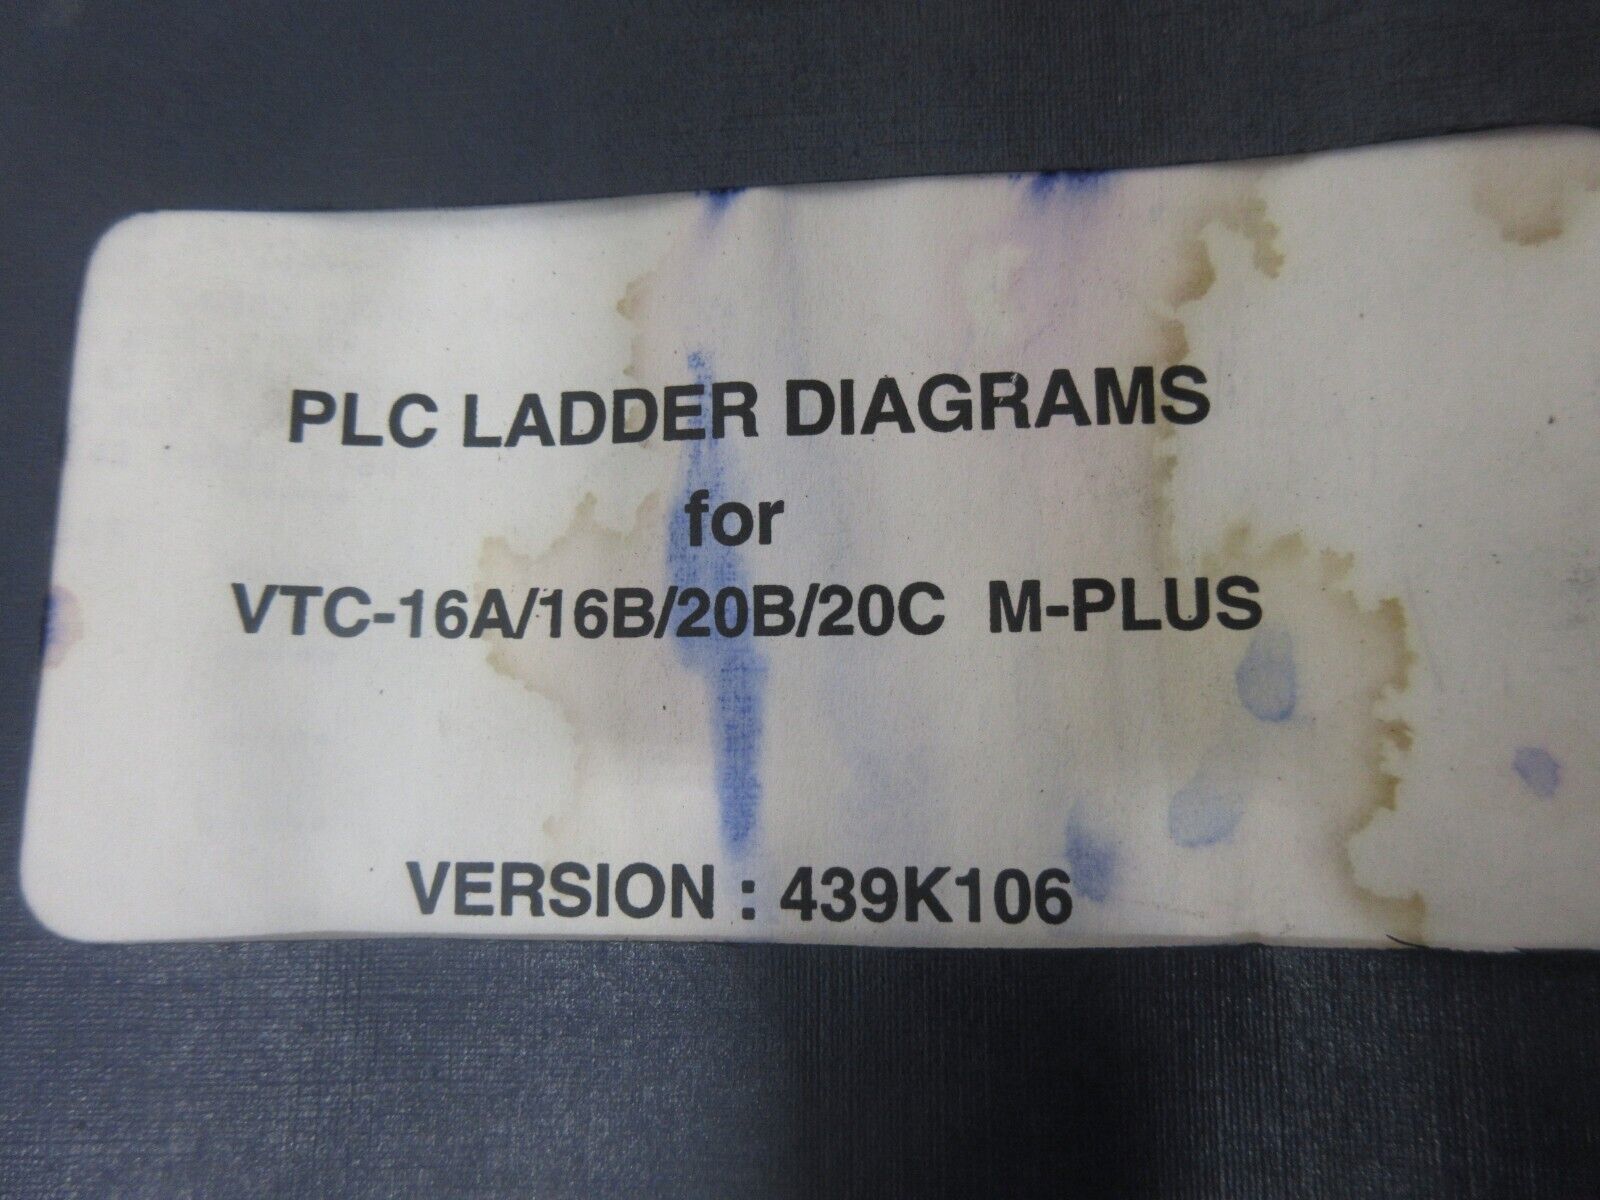 PLC LADDER DIAGRAMS
for
VTC-16A/16B/20B/20C M-PLUS
VERSION : 439K106